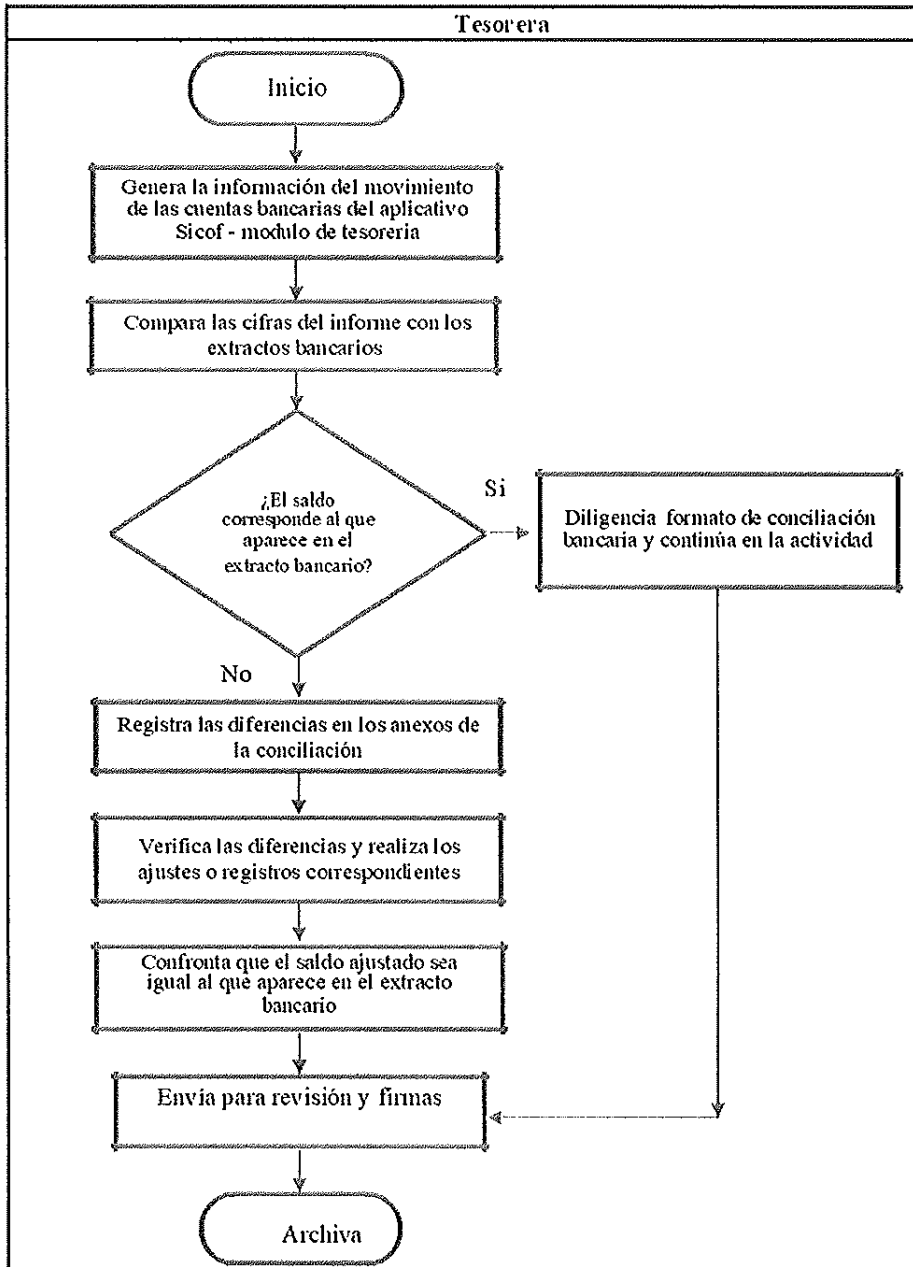 Tesorera
Inicio
Genera la información del movimiento
de las cuentas bancarias del aplicativo
Sicof - modulo de tesoreria
Compara las cifras del informe con los
extractos bancarios
¿El saldo
corresponde al que
aparece en el
extracto bancario?
Si
Diligencia formato de conciliación
bancaria y continúa en la actividad
No
Registra las diferencias en los anexos de
la conciliación
Verifica las diferencias y realiza los
ajustes o registros correspondientes
Confronta que el saldo ajustado sea
igual al que aparece en el extracto
bancario
Envía para revisión y firmas
Archiva